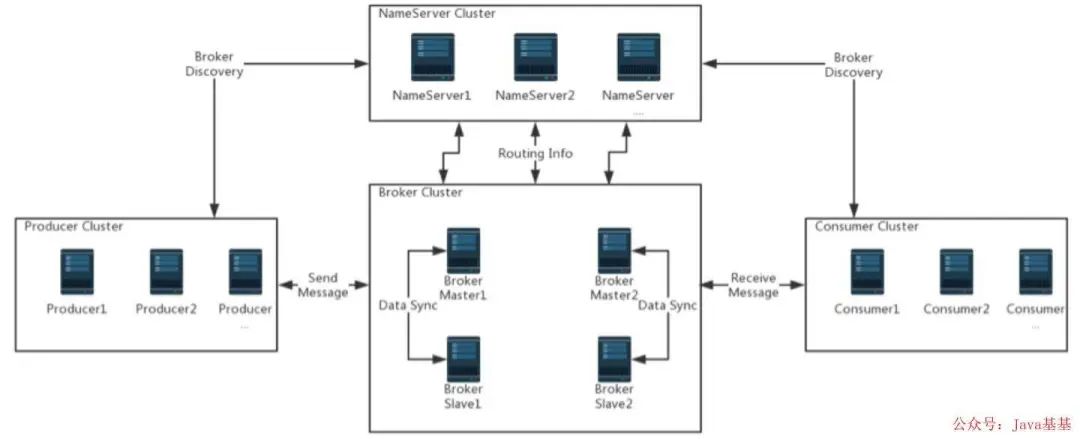 NameServer Cluster
NameServer1
NameServer2
NameServer
....
Broker
Discovery
Broker
Discovery
Routing Info
Broker Cluster
Producer Cluster
Producer1
Producer2
Producer
...
Send
Message
Broker
Master1
Broker
Master2
Data Sync
Data Sync
Broker
Slave1
Broker
Slave2
Receive
Message
Consumer Cluster
Consumer1
Consumer2
Consumer
...
公众号：Java基基